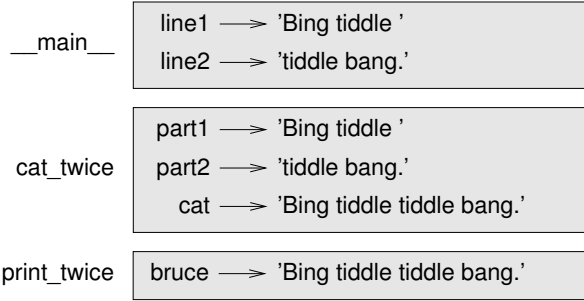 __main__
line1 → 'Bing tiddle ’
line2 → 'tiddle bang.’
cat_twice
part1 → ’Bing tiddle ’
part2 → ’tiddle bang.’
cat → ’Bing tiddle tiddle bang.’
print_twice
bruce → ’Bing tiddle tiddle bang.’